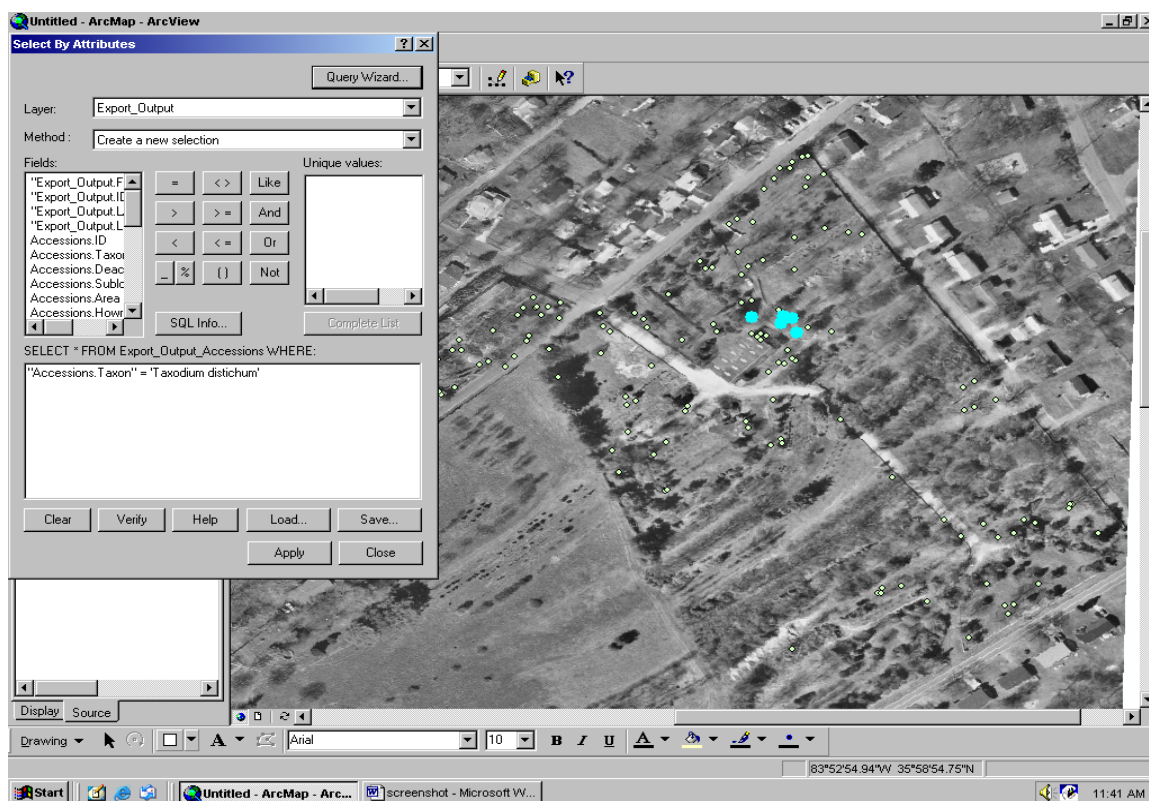 Untitled - ArcMap - ArcView
Select By Attributes
Query Wizard...
Layer: Export_Output
Method : Create a new selection
Fields: Unique values:
"Export_Output.F
"Export_Output.ID
"Export_Output.LA
"Export_Output.L
Accessions.ID
Accessions.Taxon
Accessions.Deac
Accessions.Sublo
Accessions.Area
Accessions.Howr
= < > Like
> > = And
< < = Or
_ % ( ) Not
SQL Info... Complete List
SELECT * FROM Export_Output_Accessions WHERE:
"Accessions.Taxon" = 'Taxodium distichum'
Clear Verify Help Load... Save...
Apply Close
Display Source
Drawing Arial 10 B I U A
83°52'54.94"W 35°58'54.75"N
Start Untitled - ArcMap - Arc... screenshot - Microsoft W... 11:41 AM